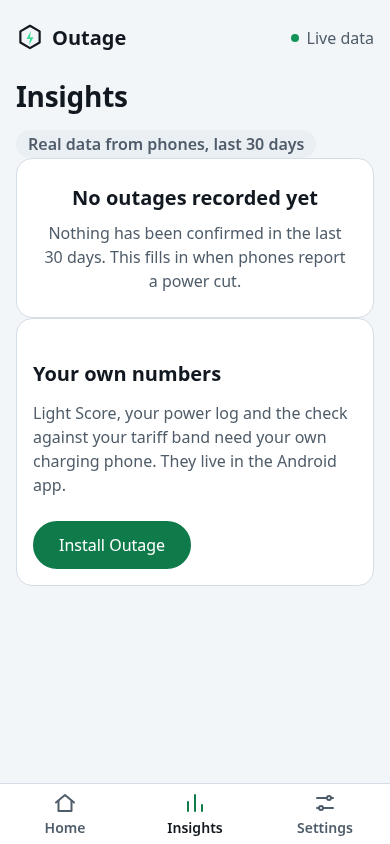 Outage
Live data
Insights
Real data from phones, last 30 days
No outages recorded yet
Nothing has been confirmed in the last
30 days. This fills in when phones report
a power cut.
Your own numbers
Light Score, your power log and the check
against your tariff band need your own
charging phone. They live in the Android
app.
Install Outage
Home
Insights
Settings